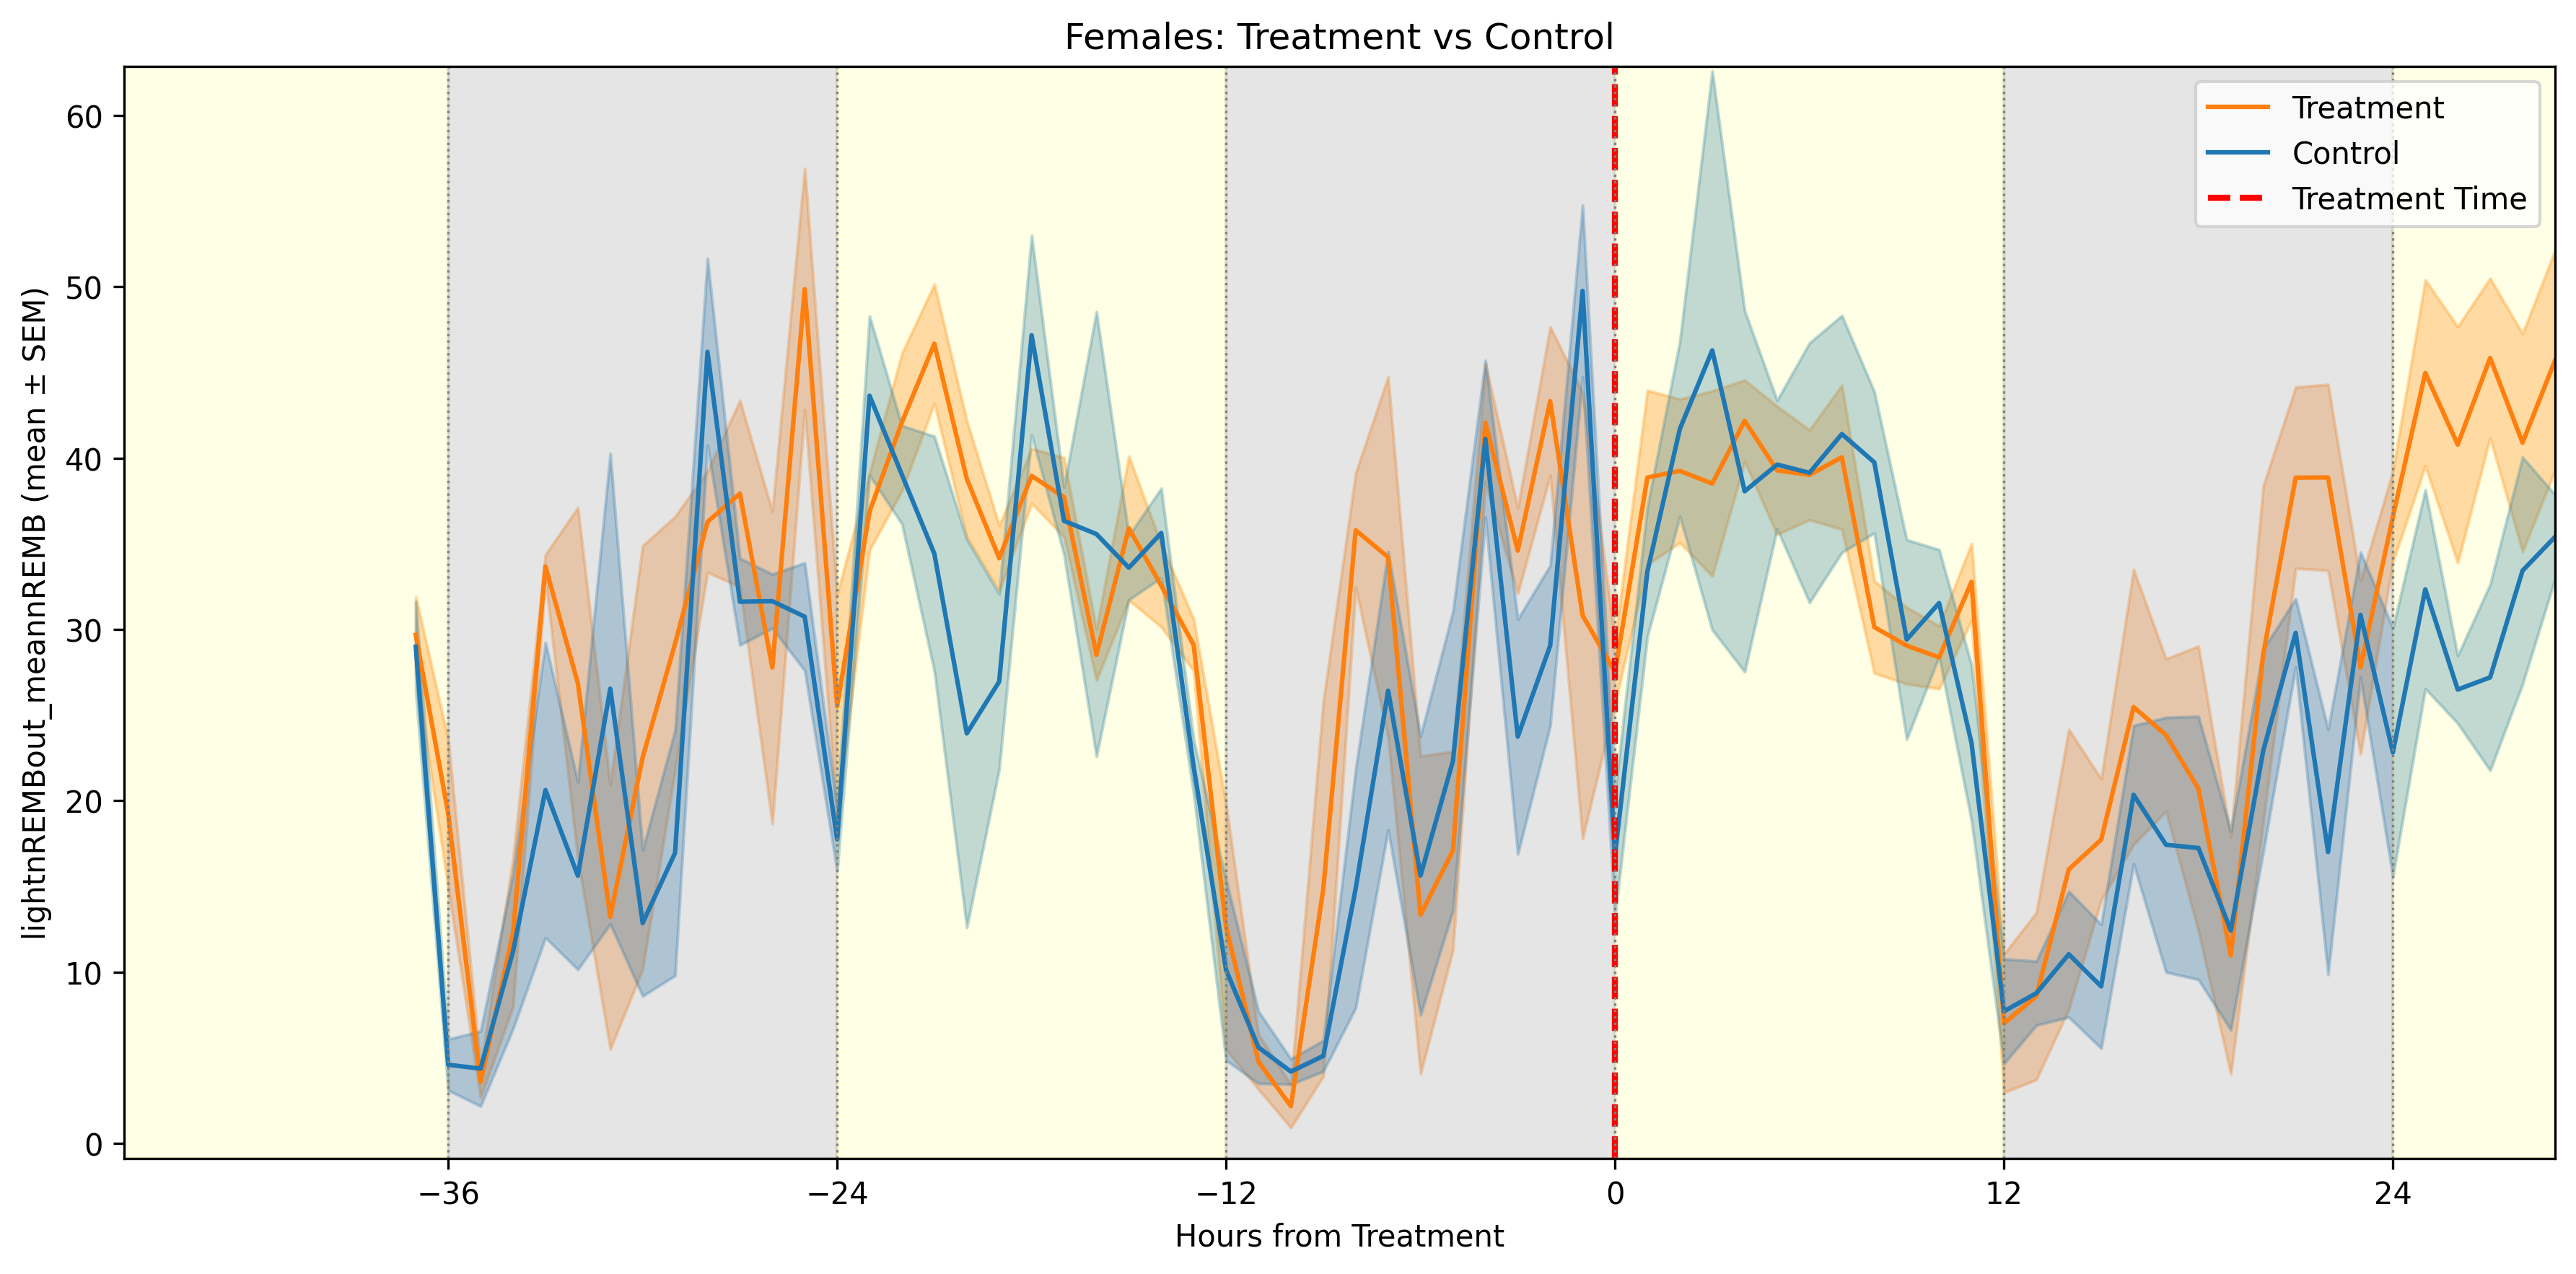 Females: Treatment vs Control
lightnREMBout_meannREMB (mean ± SEM)
60
50
40
30
20
10
0
Treatment
Control
Treatment Time
−36
−24
−12
0
12
24
Hours from Treatment